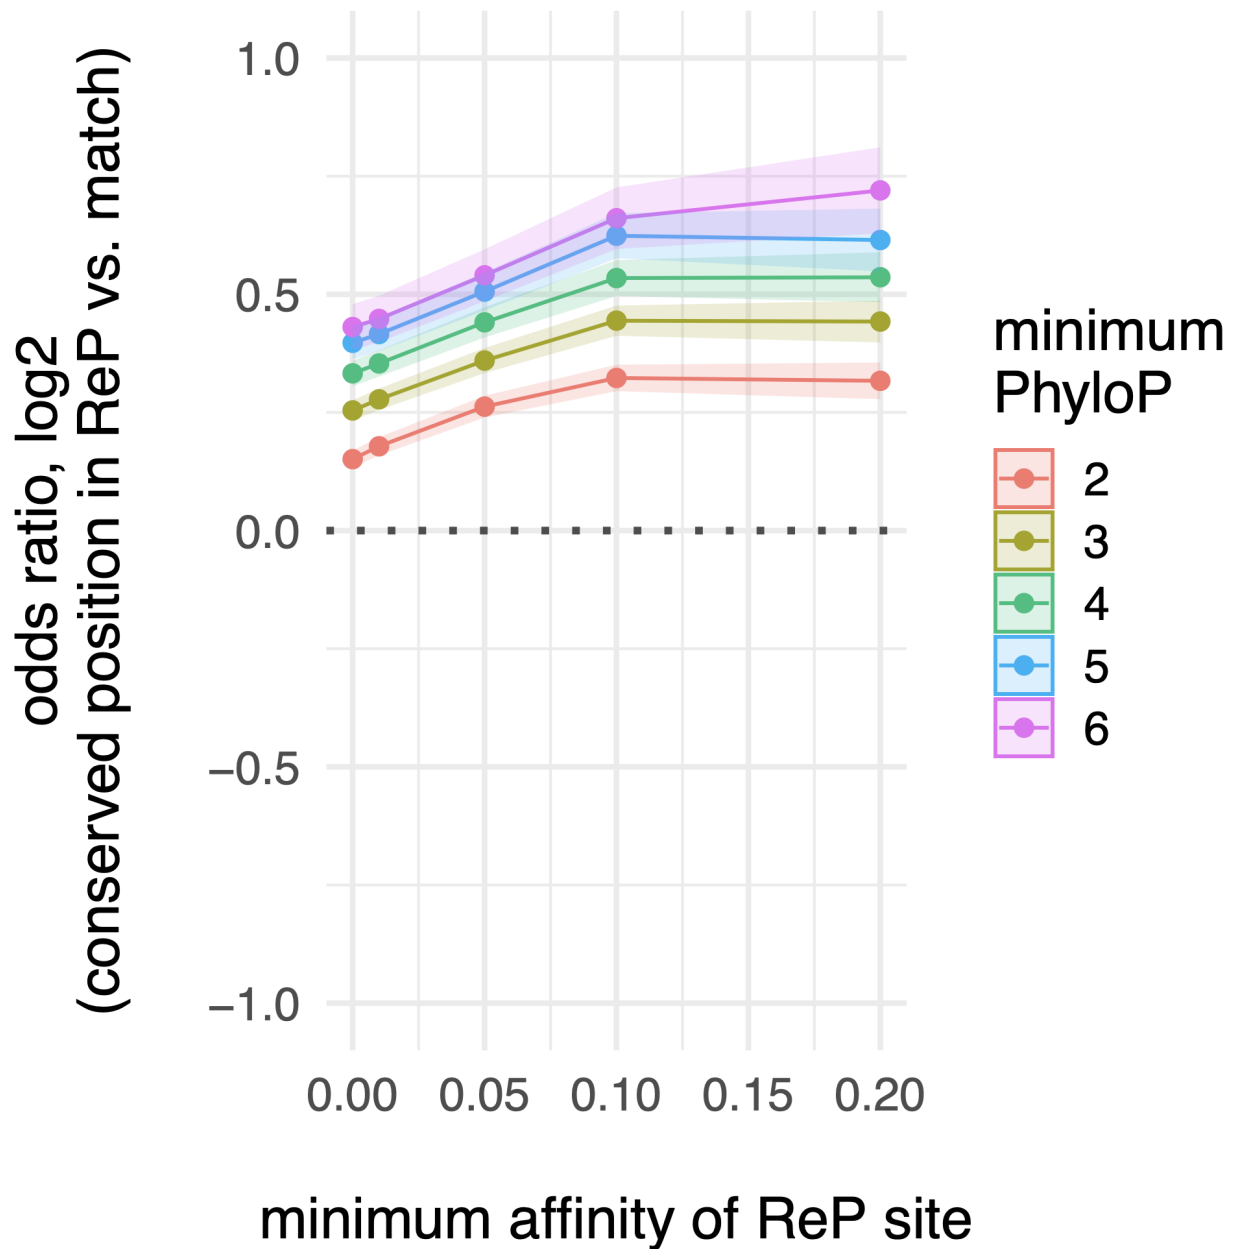 odds ratio, log2
(conserved position in ReP vs. match)
1.0
0.5
0.0
−0.5
−1.0
0.00 0.05 0.10 0.15 0.20
minimum affinity of ReP site
minimum
PhyloP
2
3
4
5
6